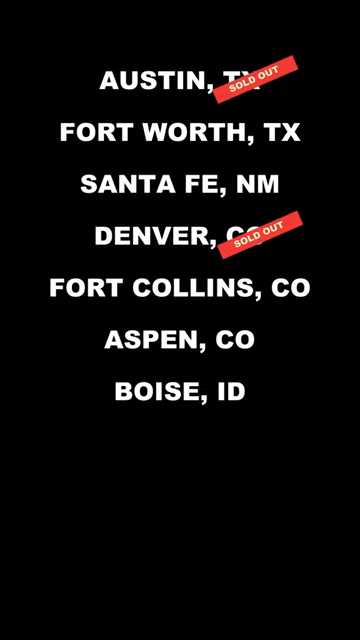 AUSTIN, TX
SOLD OUT
FORT WORTH, TX
SANTA FE, NM
DENVER, CO
SOLD OUT
FORT COLLINS, CO
ASPEN, CO
BOISE, ID